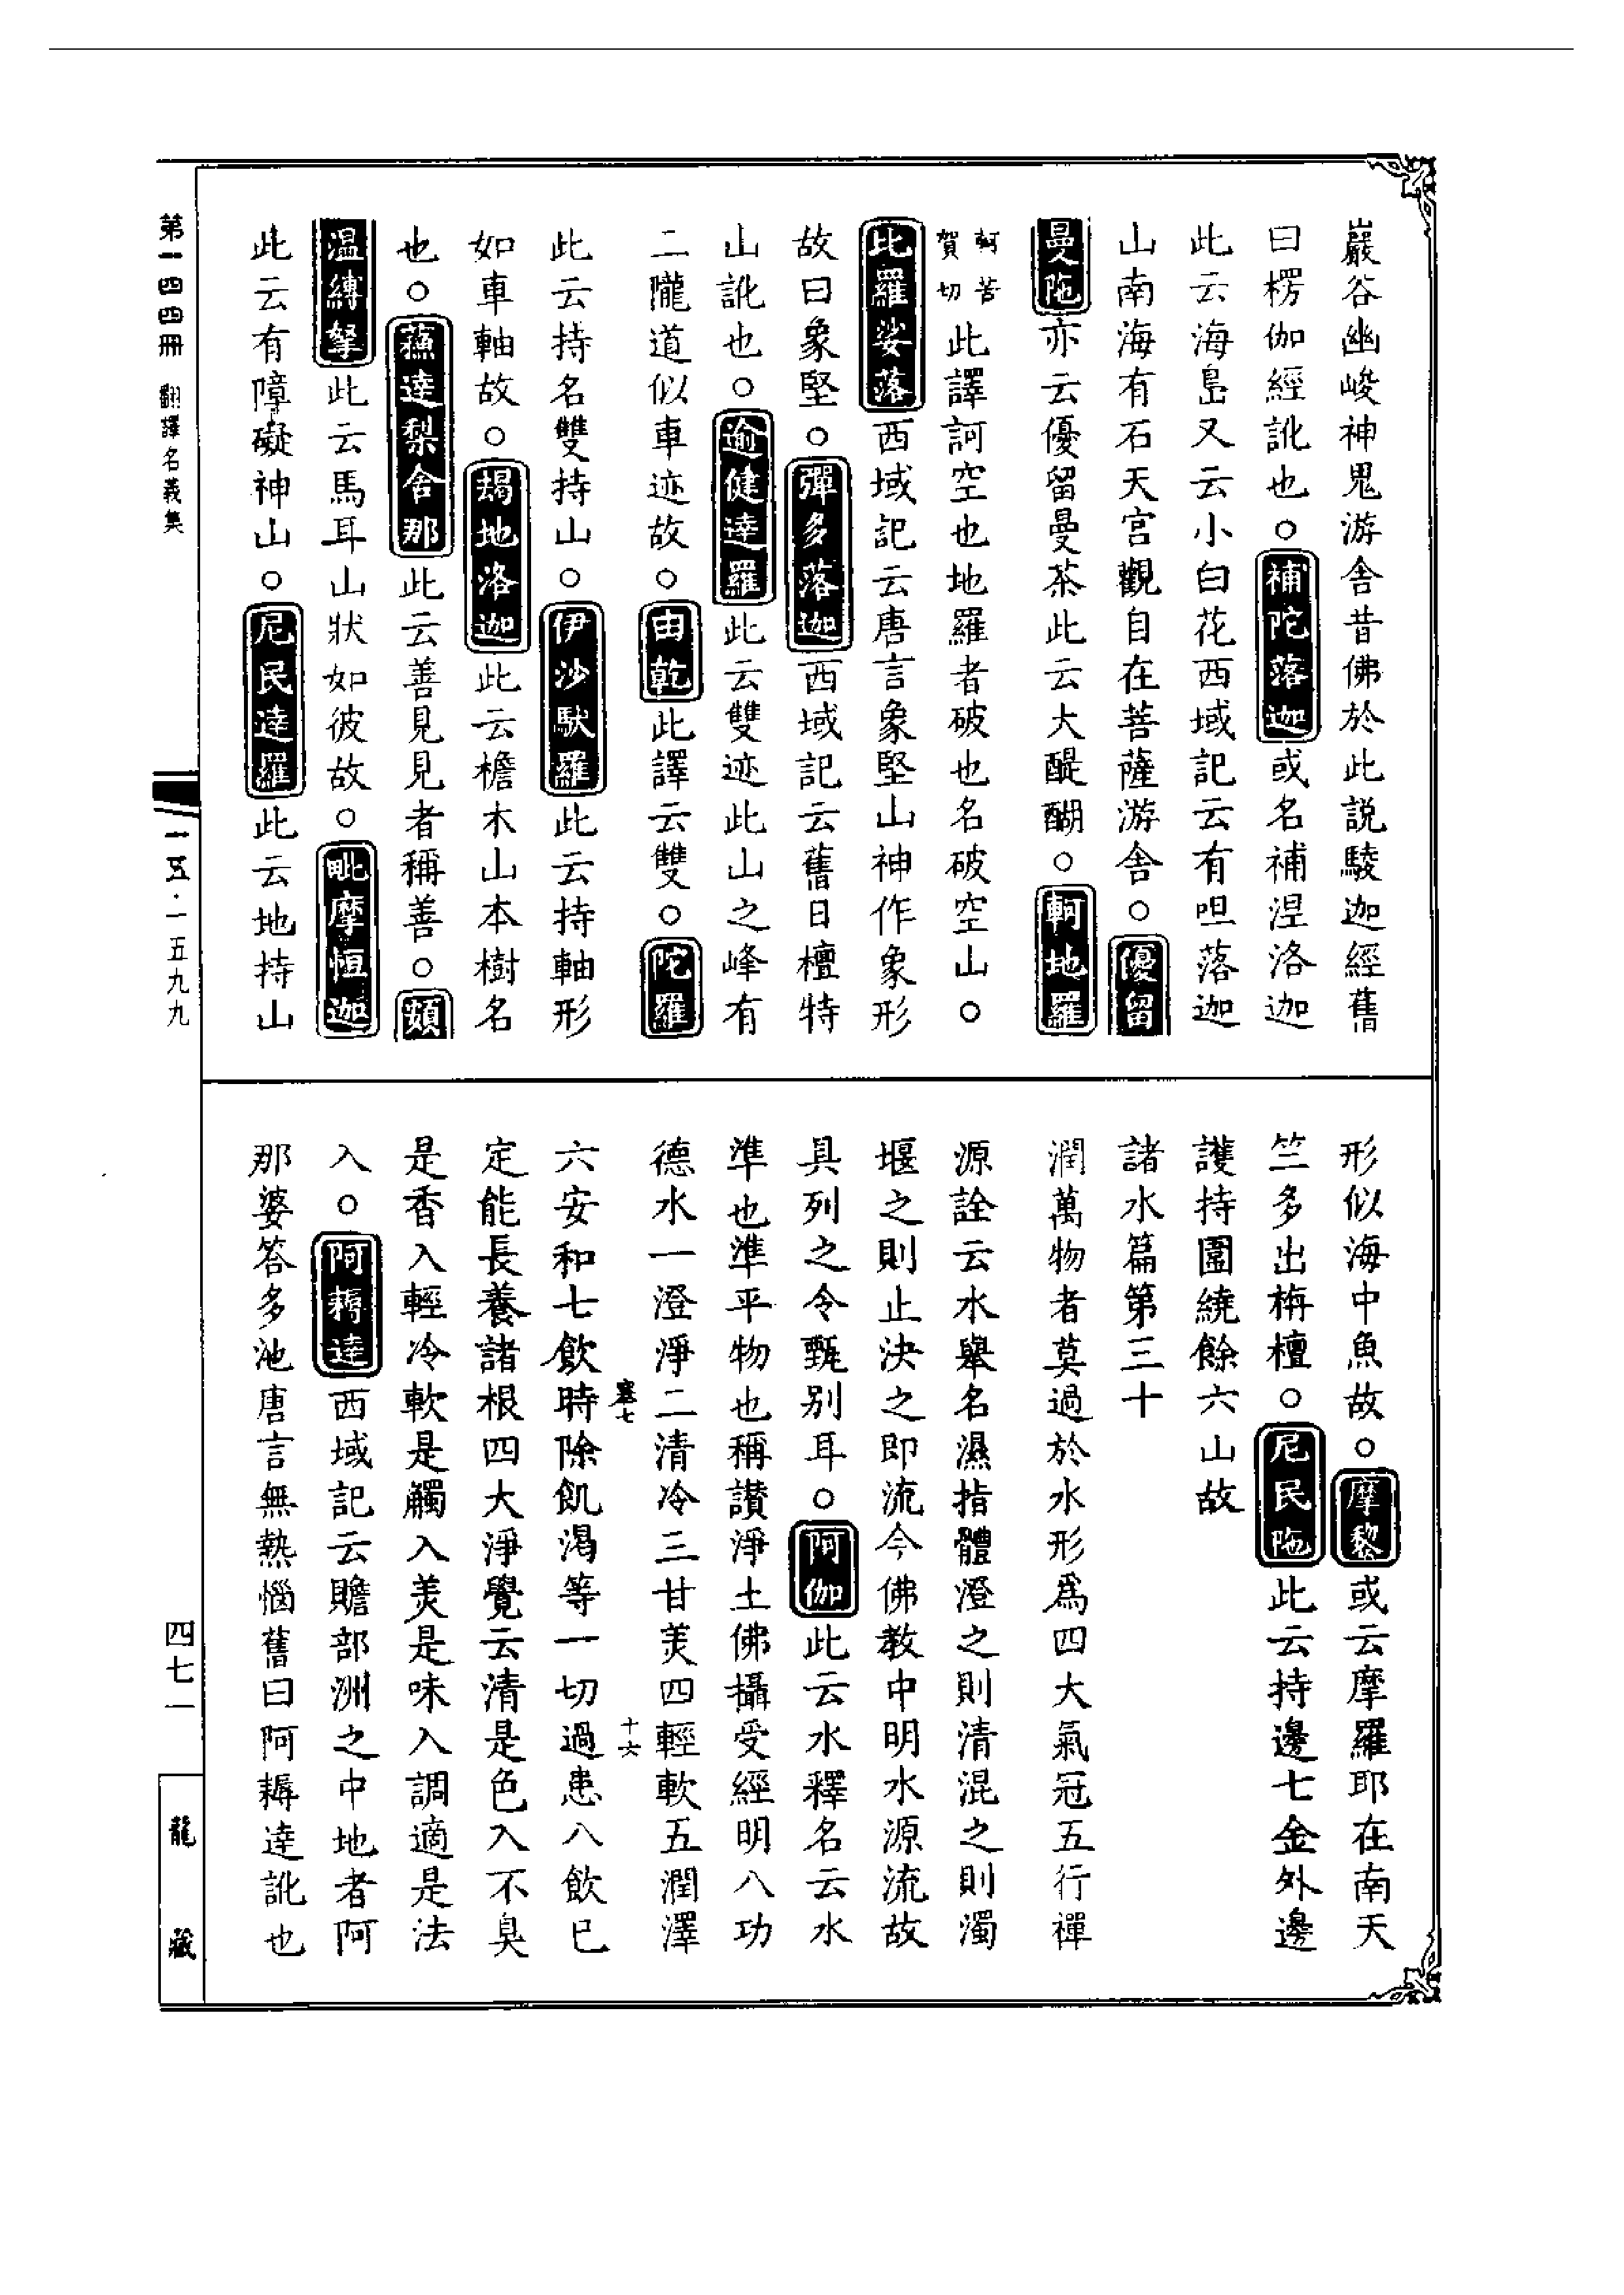 巖谷幽峻神鬼游舍昔佛於此説駿迦經舊
曰楞伽經訛也○補陀落迦或名補涅洛迦
此云海島又云小白花西域記云有呾落迦
山南海有石天宮觀自在菩薩游舍○優留
曼陁亦云優留曼茶此云大醍醐○軻地羅
軻苦賀切此譯訶空也地羅者破也名破空山○
比羅娑落西域記云唐言象堅山神作象形
故曰象堅○彈多落迦西域記云舊曰檀特
山訛也○逾健達羅此云雙迹此山之峰有
二隴道似車迹故○由乾此譯云雙○陀羅
此云持名雙持山○伊沙馱羅此云持軸形
如車軸故○朅地洛迦此云檐木山本樹名
也○蘇達梨舍那此云善見見者稱善○頞
溫縛拏此云馬耳山狀如彼故○毗摩怛迦
此云有障礙神山○尼民達羅此云地持山
形似海中魚故○摩黎或云摩羅耶在南天
竺多出栴檀○尼民陁此云持邊七金外邊
護持圍繞餘六山故
諸水篇第三十
潤萬物者莫過於水形爲四大氣冠五行禪
源詮云水舉名濕指體澄之則清混之則濁
堰之則止決之即流今佛教中明水源流故
具列之令甄别耳○阿伽此云水釋名云水
準也準平物也稱讃淨土佛攝受經明八功
德水一澄淨二清冷三甘美四輕軟五潤澤
六安和七飲時除飢渴等一切過患八飲已
定能長養諸根四大淨覺云清是色入不臭
是香入輕冷軟是觸入美是味入調適是法
入○阿耨達西域記云贍部洲之中地者阿
那婆答多池唐言無熱惱舊曰阿耨達訛也
塞七
十六
第一四四冊 翻譯名義集
一五·一五九九
四七一
龍藏